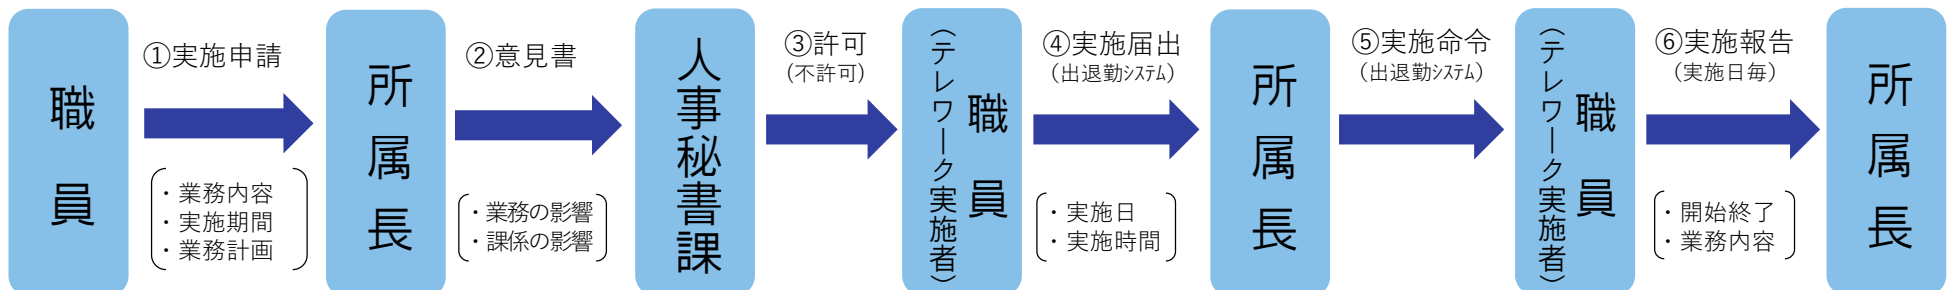 職員
①実施申請
・業務内容
・実施期間
・業務計画
所属長
②意見書
・業務の影響
・課係の影響
人事秘書課
③許可
(不許可)
職員
(テレワーク実施者)
④実施届出
(出退勤ｼｽﾃﾑ)
・実施日
・実施時間
所属長
⑤実施命令
(出退勤ｼｽﾃﾑ)
職員
(テレワーク実施者)
⑥実施報告
(実施日毎)
・開始終了
・業務内容
所属長